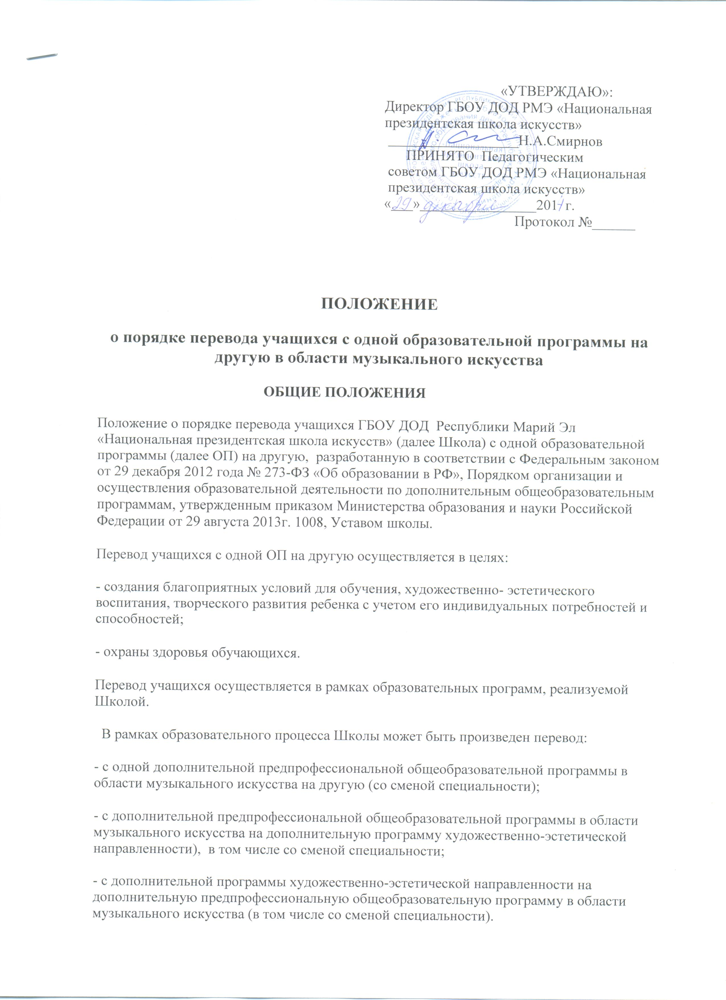 «УТВЕРЖДАЮ»:
Директор ГБОУ ДОД РМЭ «Национальная
президентская школа искусств»
__________________Н.А.Смирнов
ПРИНЯТО Педагогическим
советом ГБОУ ДОД РМЭ «Национальная
президентская школа искусств»
«29» декабря 2014 г.
Протокол №______
ПОЛОЖЕНИЕ
о порядке перевода учащихся с одной образовательной программы на
другую в области музыкального искусства
ОБЩИЕ ПОЛОЖЕНИЯ
Положение о порядке перевода учащихся ГБОУ ДОД Республики Марий Эл
«Национальная президентская школа искусств» (далее Школа) с одной образовательной
программы (далее ОП) на другую, разработанную в соответствии с Федеральным законом
от 29 декабря 2012 года № 273-ФЗ «Об образовании в РФ», Порядком организации и
осуществления образовательной деятельности по дополнительным общеобразовательным
программам, утвержденным приказом Министерства образования и науки Российской
Федерации от 29 августа 2013г. 1008, Уставом школы.
Перевод учащихся с одной ОП на другую осуществляется в целях:
- создания благоприятных условий для обучения, художественно- эстетического
воспитания, творческого развития ребенка с учетом его индивидуальных потребностей и
способностей;
- охраны здоровья обучающихся.
Перевод учащихся осуществляется в рамках образовательных программ, реализуемой
Школой.
В рамках образовательного процесса Школы может быть произведен перевод:
- с одной дополнительной предпрофессиональной общеобразовательной программы в
области музыкального искусства на другую (со сменой специальности);
- с дополнительной предпрофессиональной общеобразовательной программы в области
музыкального искусства на дополнительную программу художественно-эстетической
направленности), в том числе со сменой специальности;
- с дополнительной программы художественно-эстетической направленности на
дополнительную предпрофессиональную общеобразовательную программу в области
музыкального искусства (в том числе со сменой специальности).